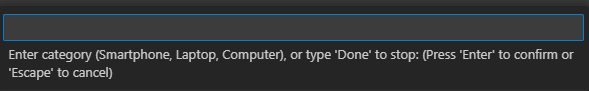 Enter category (Smartphone, Laptop, Computer), or type 'Done' to stop: (Press 'Enter' to confirm or
'Escape' to cancel)